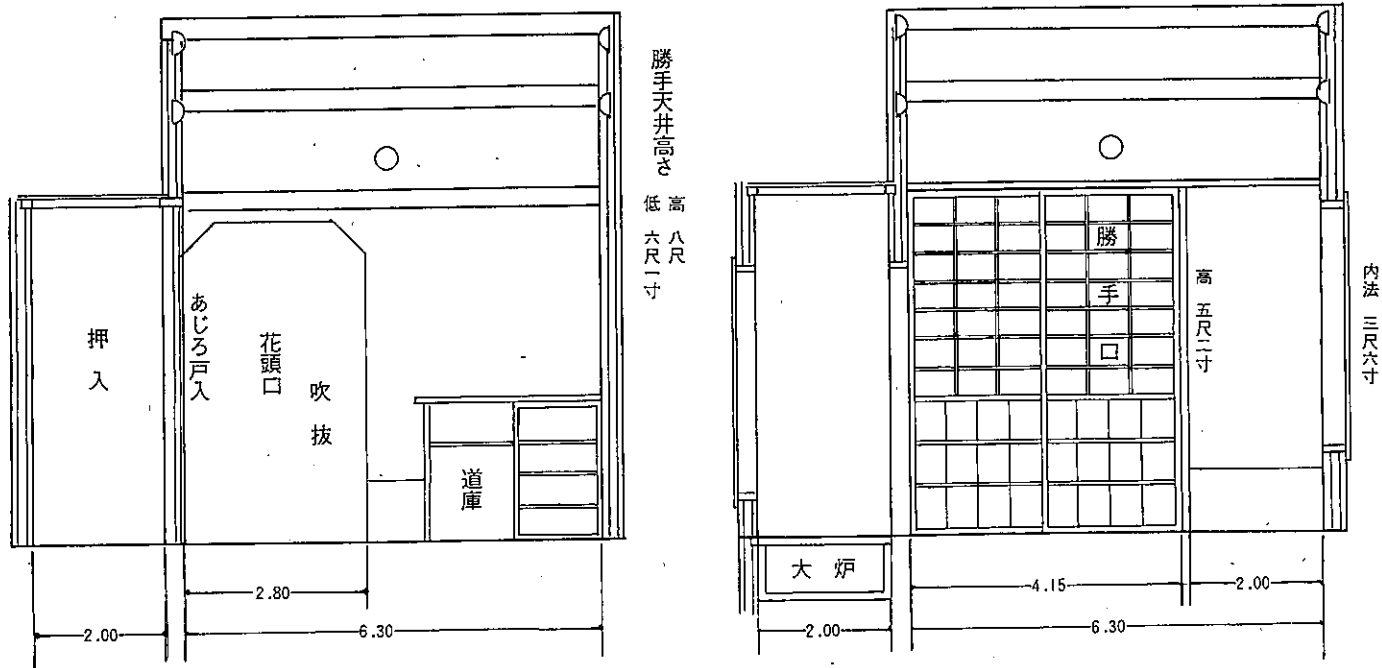 勝手天井高さ
高 八尺
低 六尺一寸
押入
あじろ戸入
花頭口
吹抜
道庫
2.80
2.00
6.30
勝手口
高 五尺二寸
内法 三尺六寸
大炉
4.15
2.00
2.00
6.30